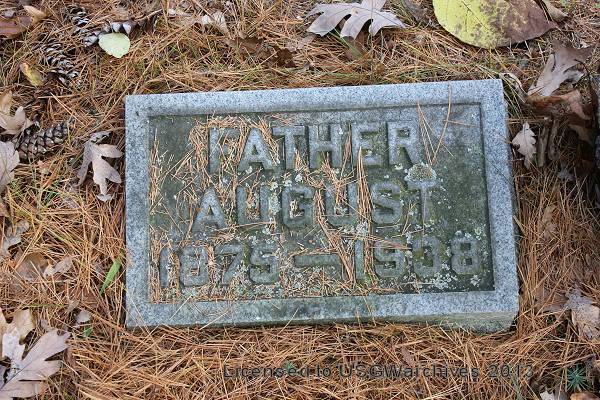 FATHER
AUGUST
1875—1938
Licensed to USGWarchives 2013